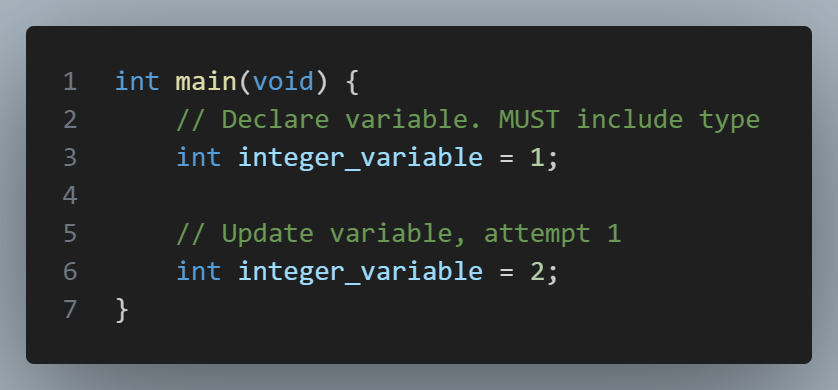 1 int main(void) {
2     // Declare variable. MUST include type
3     int integer_variable = 1;
4
5     // Update variable, attempt 1
6     int integer_variable = 2;
7 }